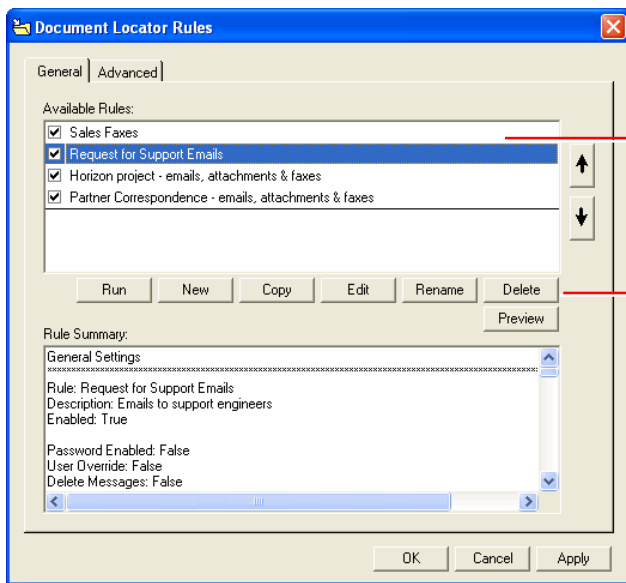 Document Locator Rules
General Advanced
Available Rules:
Sales Faxes
Request for Support Emails
Horizon project - emails, attachments & faxes
Partner Correspondence - emails, attachments & faxes
Run New Copy Edit Rename Delete
Preview
Rule Summary:
General Settings
Rule: Request for Support Emails
Description: Emails to support engineers
Enabled: True
Password Enabled: False
User Override: False
Delete Messages: False
OK Cancel Apply